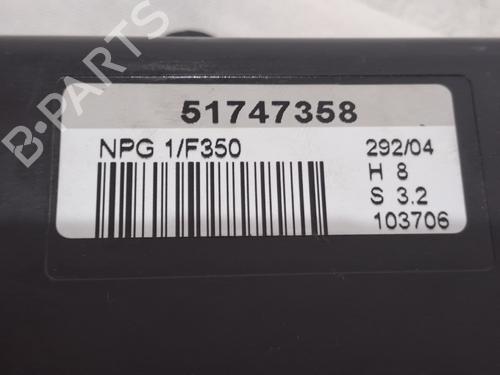 51747358
NPG 1/F350
292/04
H 8
S 3.2
103706
B-PARTS